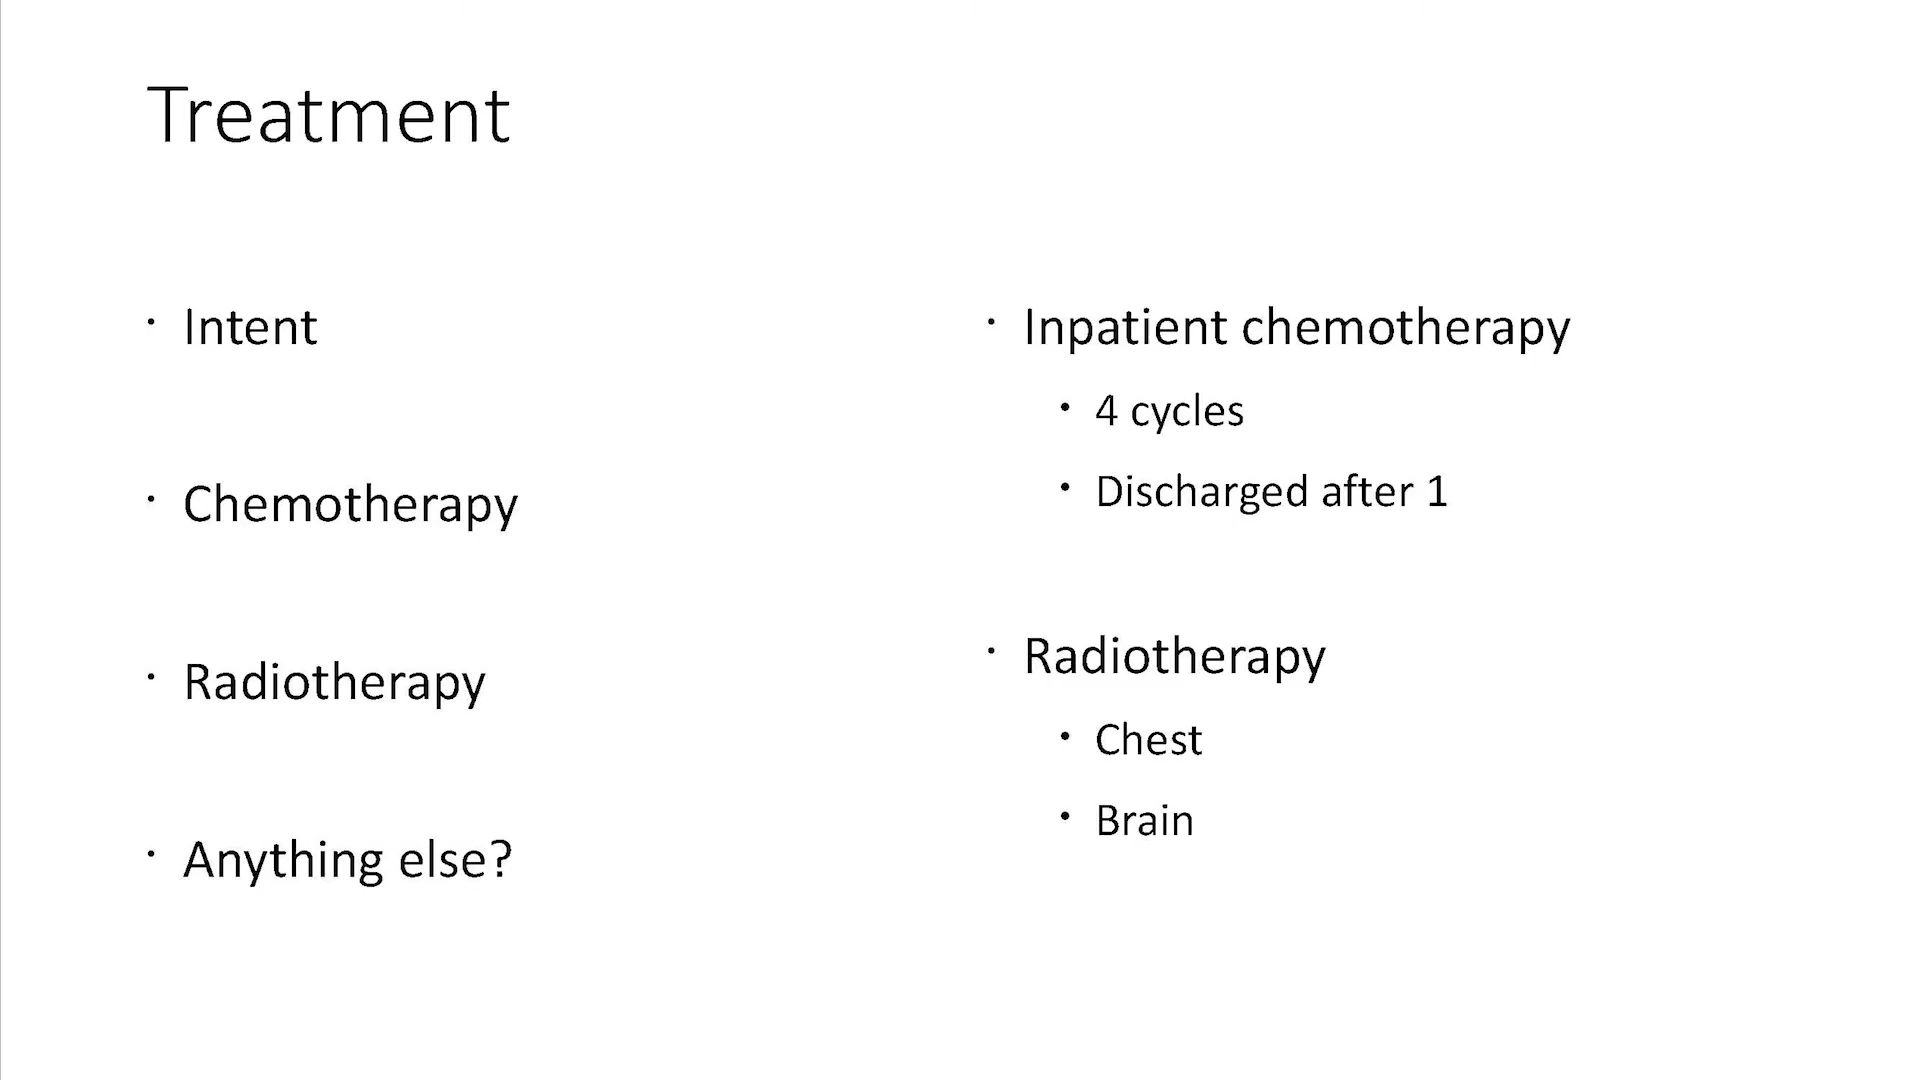 Treatment
• Intent
• Chemotherapy
• Radiotherapy
• Anything else?
• Inpatient chemotherapy
• 4 cycles
• Discharged after 1
• Radiotherapy
• Chest
• Brain